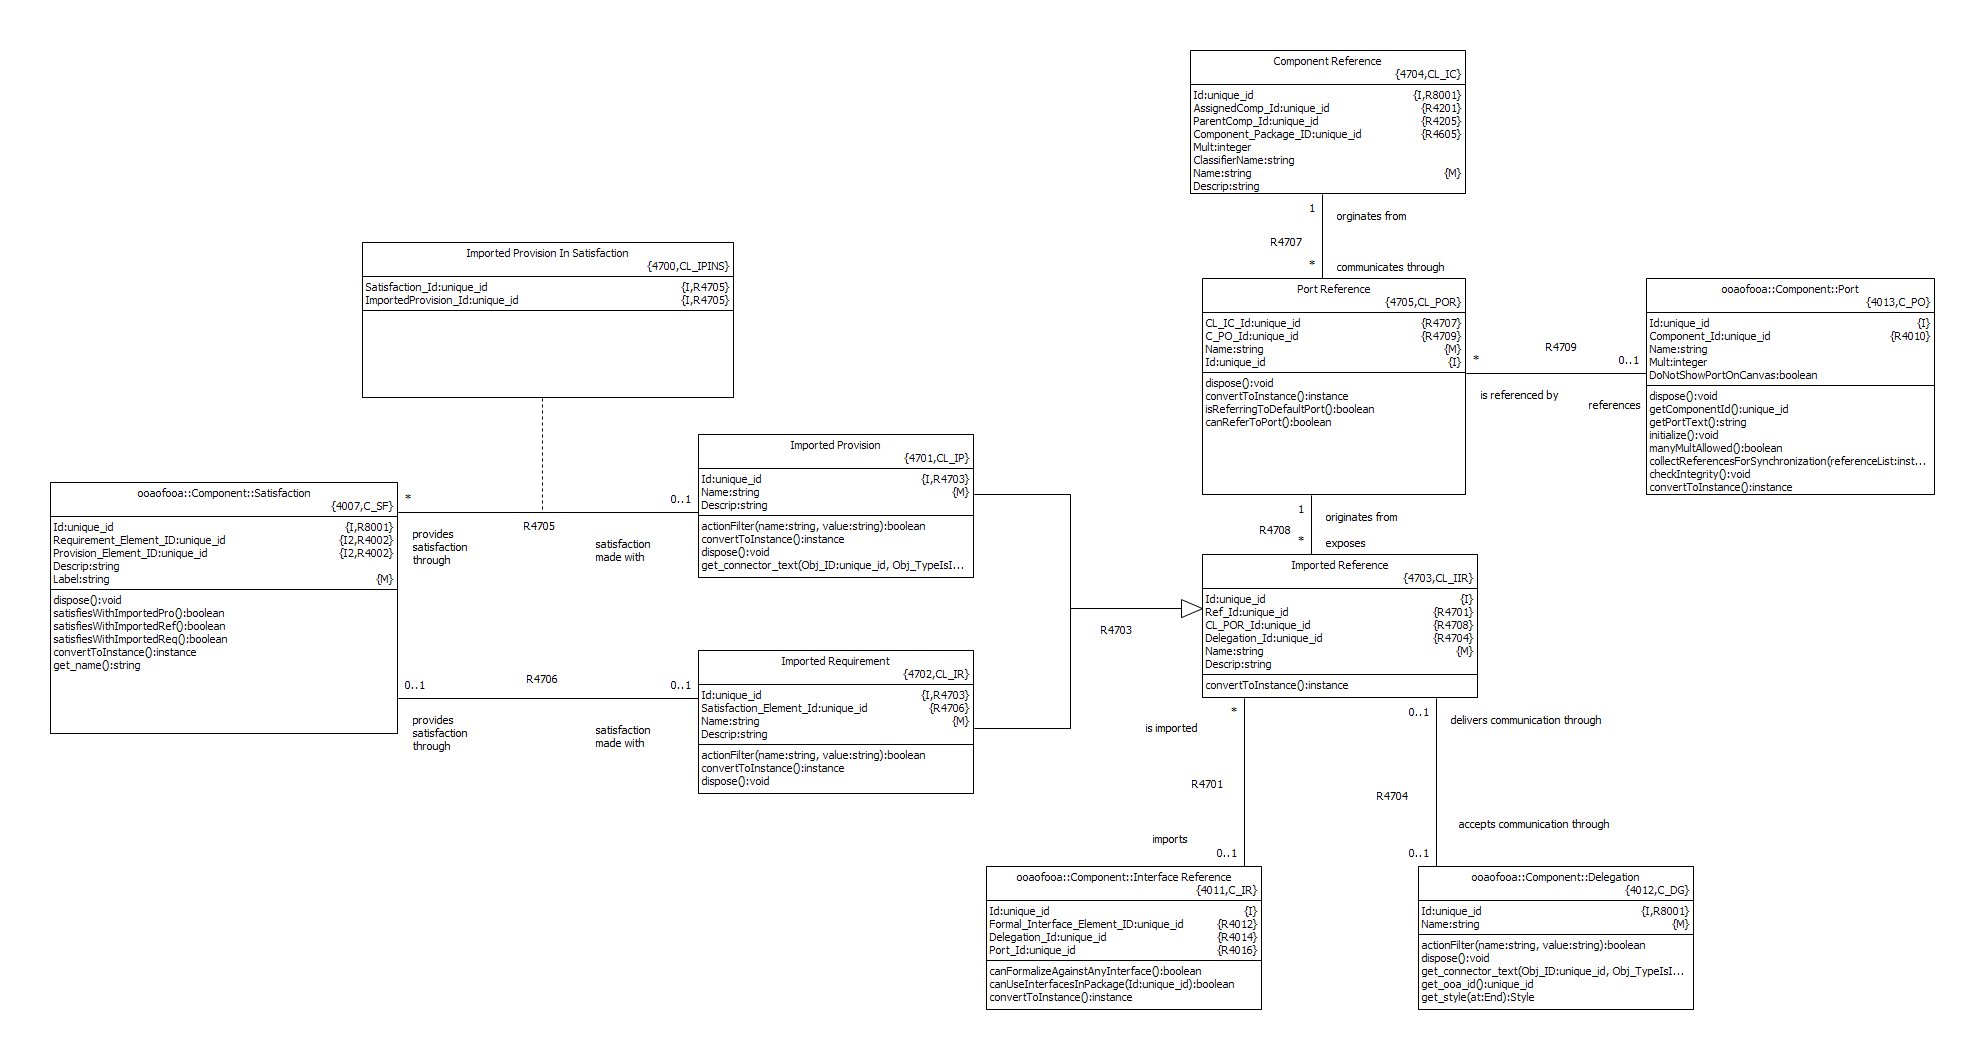 Component Reference
{4704,CL_IC}
Id:unique_id {I,R8001}
AssignedComp_Id:unique_id {R4201}
ParentComp_Id:unique_id {R4205}
Component_Package_ID:unique_id {R4605}
Mult:integer
ClassifierName:string
Name:string {M}
Descrip:string
1
orginates from
R4707
*
communicates through
Imported Provision In Satisfaction
{4700,CL_IPINS}
Satisfaction_Id:unique_id {I,R4705}
ImportedProvision_Id:unique_id {I,R4705}
Port Reference
{4705,CL_POR}
CL_IC_Id:unique_id {R4707}
C_PO_Id:unique_id {R4709}
Name:string {M}
Id:unique_id {I}
dispose():void
convertToInstance():instance
isReferringToDefaultPort():boolean
canReferToPort():boolean
R4709
*
0..1
is referenced by
references
ooaofooa::Component::Port
{4013,C_PO}
Id:unique_id {I}
Component_Id:unique_id {R4010}
Name:string
Mult:integer
DoNotShowPortOnCanvas:boolean
dispose():void
getComponentId():unique_id
getPortText():string
initialize():void
manyMultAllowed():boolean
collectReferencesForSynchronization(referenceList:inst...
checkIntegrity():void
convertToInstance():instance
ooaofooa::Component::Satisfaction
{4007,C_SF}
Id:unique_id {I,R8001}
Requirement_Element_ID:unique_id {I2,R4002}
Provision_Element_ID:unique_id {I2,R4002}
Descrip:string
Label:string {M}
dispose():void
satisfiesWithImportedPro():boolean
satisfiesWithImportedRef():boolean
satisfiesWithImportedReq():boolean
convertToInstance():instance
get_name():string
*
0..1
R4705
provides
satisfaction
through
satisfaction
made with
Imported Provision
{4701,CL_IP}
Id:unique_id {I,R4703}
Name:string {M}
Descrip:string
actionFilter(name:string, value:string):boolean
convertToInstance():instance
dispose():void
get_connector_text(Obj_ID:unique_id, Obj_TypeIsI...
0..1
R4706
0..1
provides
satisfaction
through
satisfaction
made with
Imported Requirement
{4702,CL_IR}
Id:unique_id {I,R4703}
Satisfaction_Element_Id:unique_id {R4706}
Name:string {M}
Descrip:string
actionFilter(name:string, value:string):boolean
convertToInstance():instance
dispose():void
R4703
1
originates from
R4708
*
exposes
Imported Reference
{4703,CL_IIR}
Id:unique_id {I}
Ref_Id:unique_id {R4701}
CL_POR_Id:unique_id {R4708}
Delegation_Id:unique_id {R4704}
Name:string {M}
Descrip:string
convertToInstance():instance
*
is imported
R4701
imports
0..1
0..1
delivers communication through
R4704
accepts communication through
0..1
ooaofooa::Component::Interface Reference
{4011,C_IR}
Id:unique_id {I}
Formal_Interface_Element_ID:unique_id {R4012}
Delegation_Id:unique_id {R4014}
Port_Id:unique_id {R4016}
canFormalizeAgainstAnyInterface():boolean
canUseInterfacesInPackage(Id:unique_id):boolean
convertToInstance():instance
ooaofooa::Component::Delegation
{4012,C_DG}
Id:unique_id {I,R8001}
Name:string {M}
actionFilter(name:string, value:string):boolean
dispose():void
get_connector_text(Obj_ID:unique_id, Obj_TypeIsI...
get_ooa_id():unique_id
get_style(at:End):Style